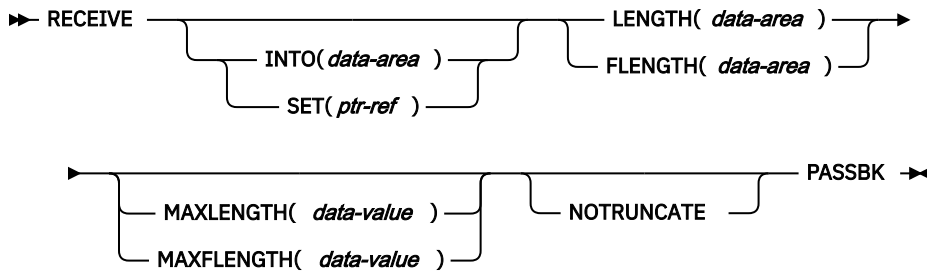 RECEIVE LENGTH( data-area )
INTO( data-area ) FLENGTH( data-area )
SET( ptr-ref )
PASSBK
MAXLENGTH( data-value ) NOTRUNCATE
MAXFLENGTH( data-value )